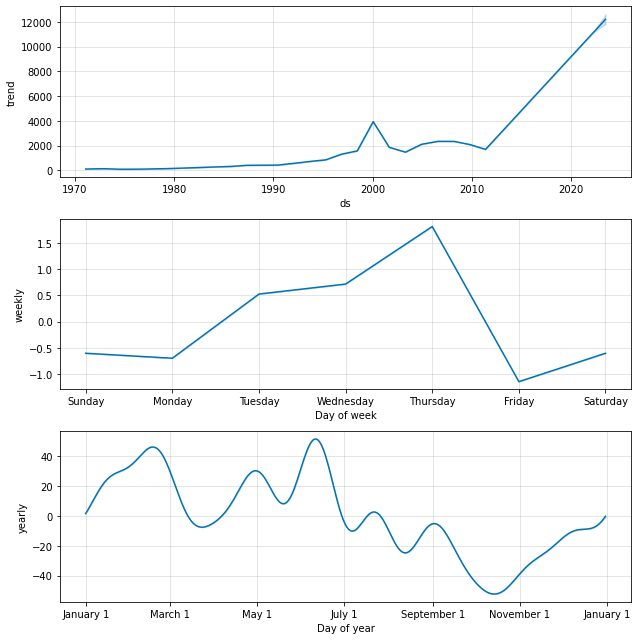 12000
10000
8000
6000
4000
2000
0
trend
1970 1980 1990 2000 2010 2020
ds
1.5
1.0
0.5
0.0
−0.5
−1.0
weekly
Sunday Monday Tuesday Wednesday Thursday Friday Saturday
Day of week
40
20
0
−20
−40
yearly
January 1 March 1 May 1 July 1 September 1 November 1 January 1
Day of year